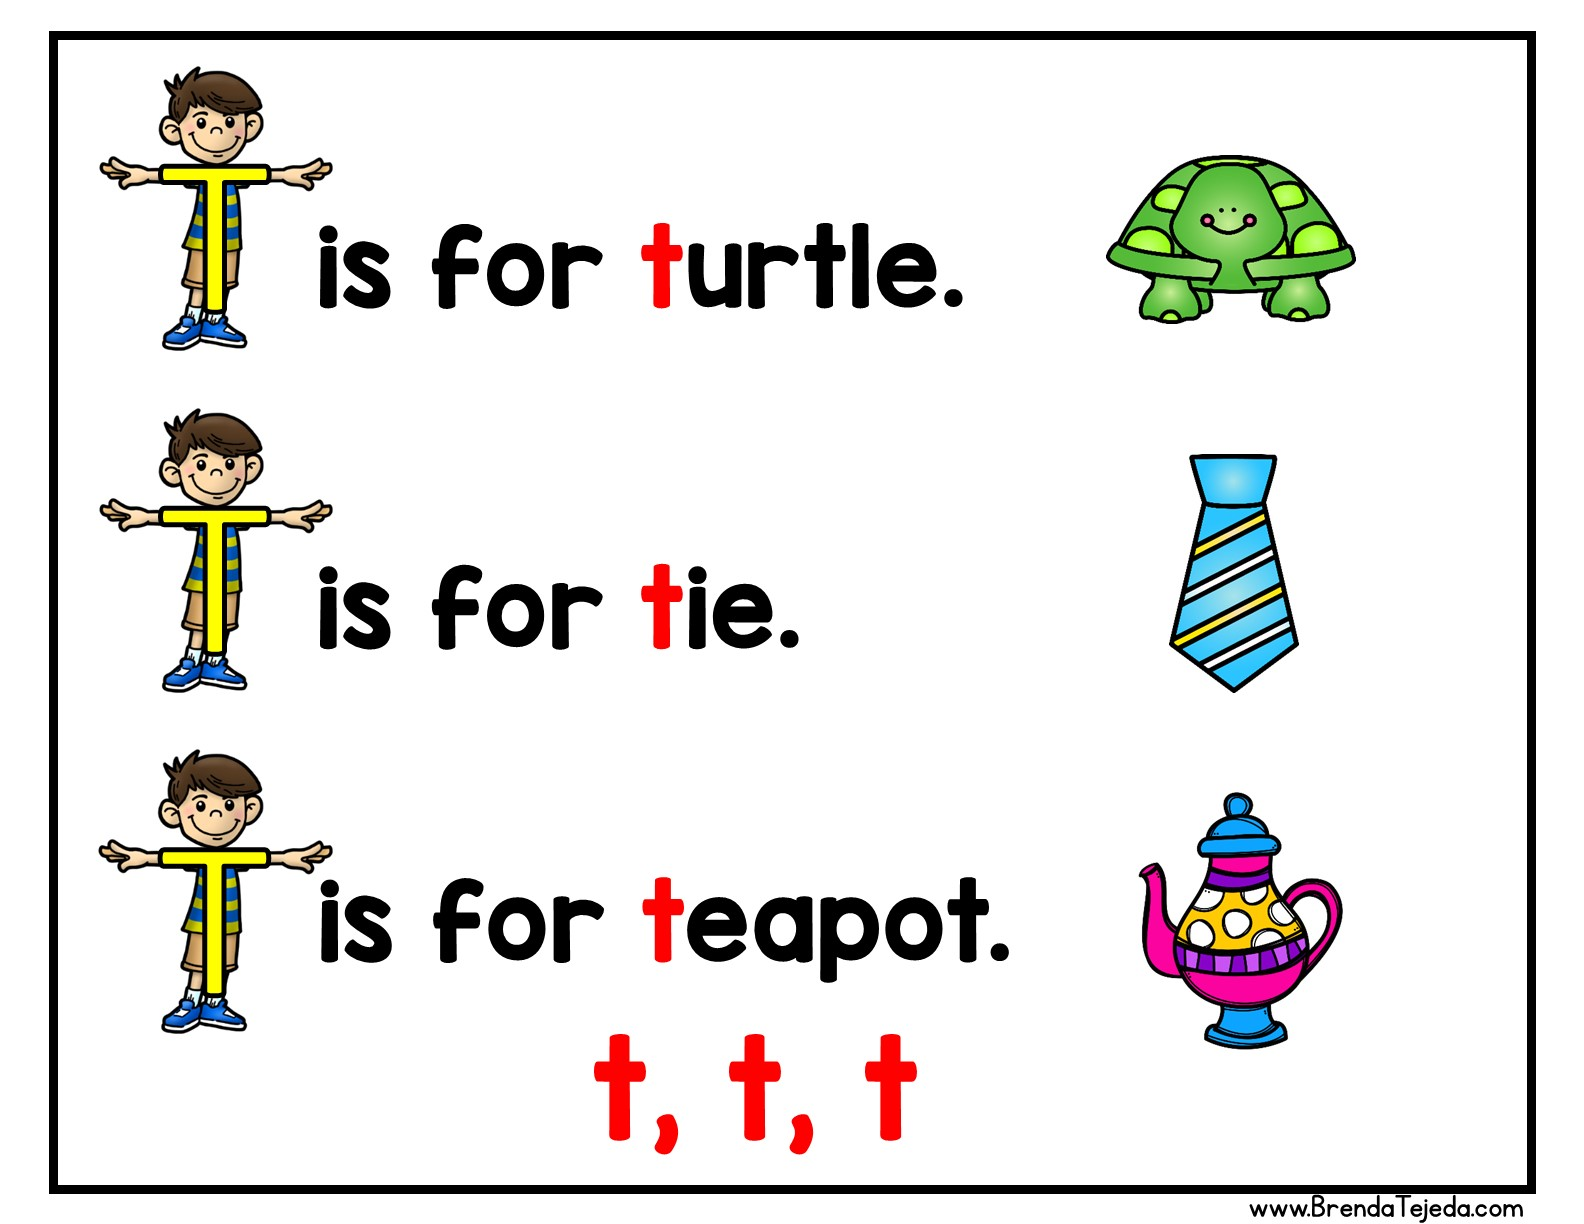 T is for turtle.
T is for tie.
T is for teapot.
t, t, t
www.BrendaTejeda.com